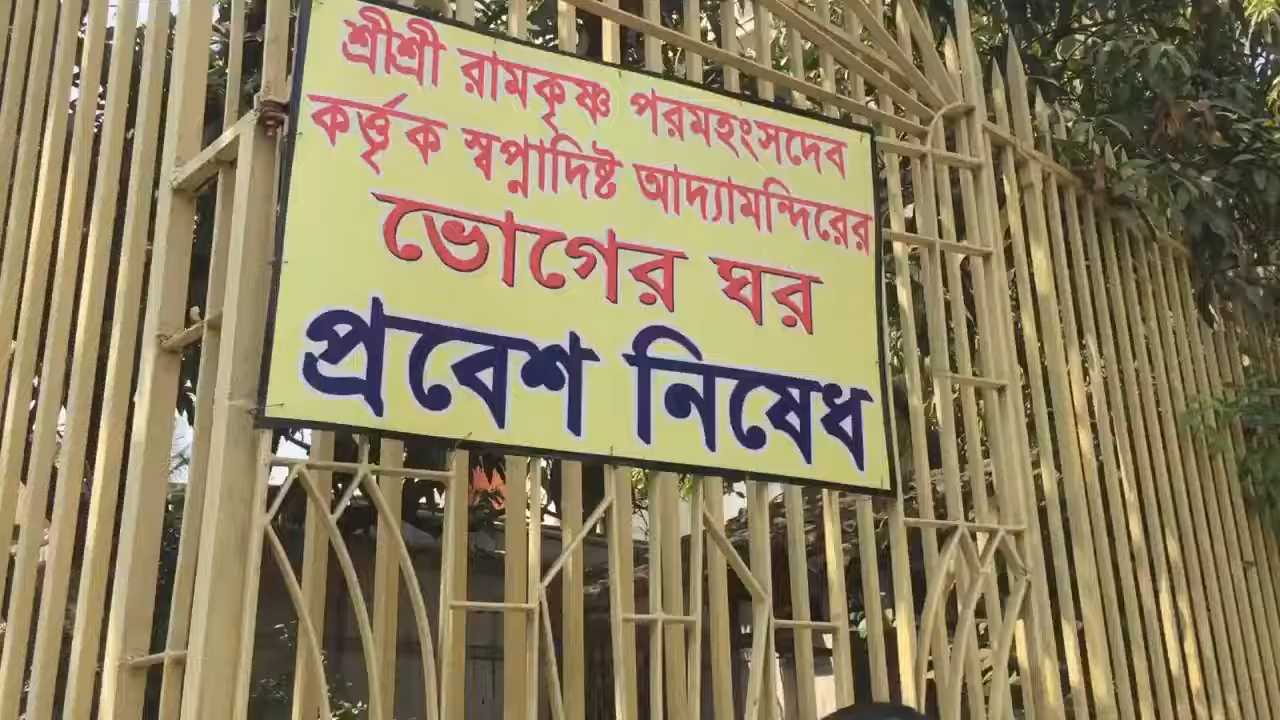 শ্রীশ্রী রামকৃষ্ণ পরমহংসদেব
কর্ত্তৃক স্বপ্নাদিষ্ট আদ্যামন্দিরের
ভোগের ঘর
প্রবেশ নিষেধ